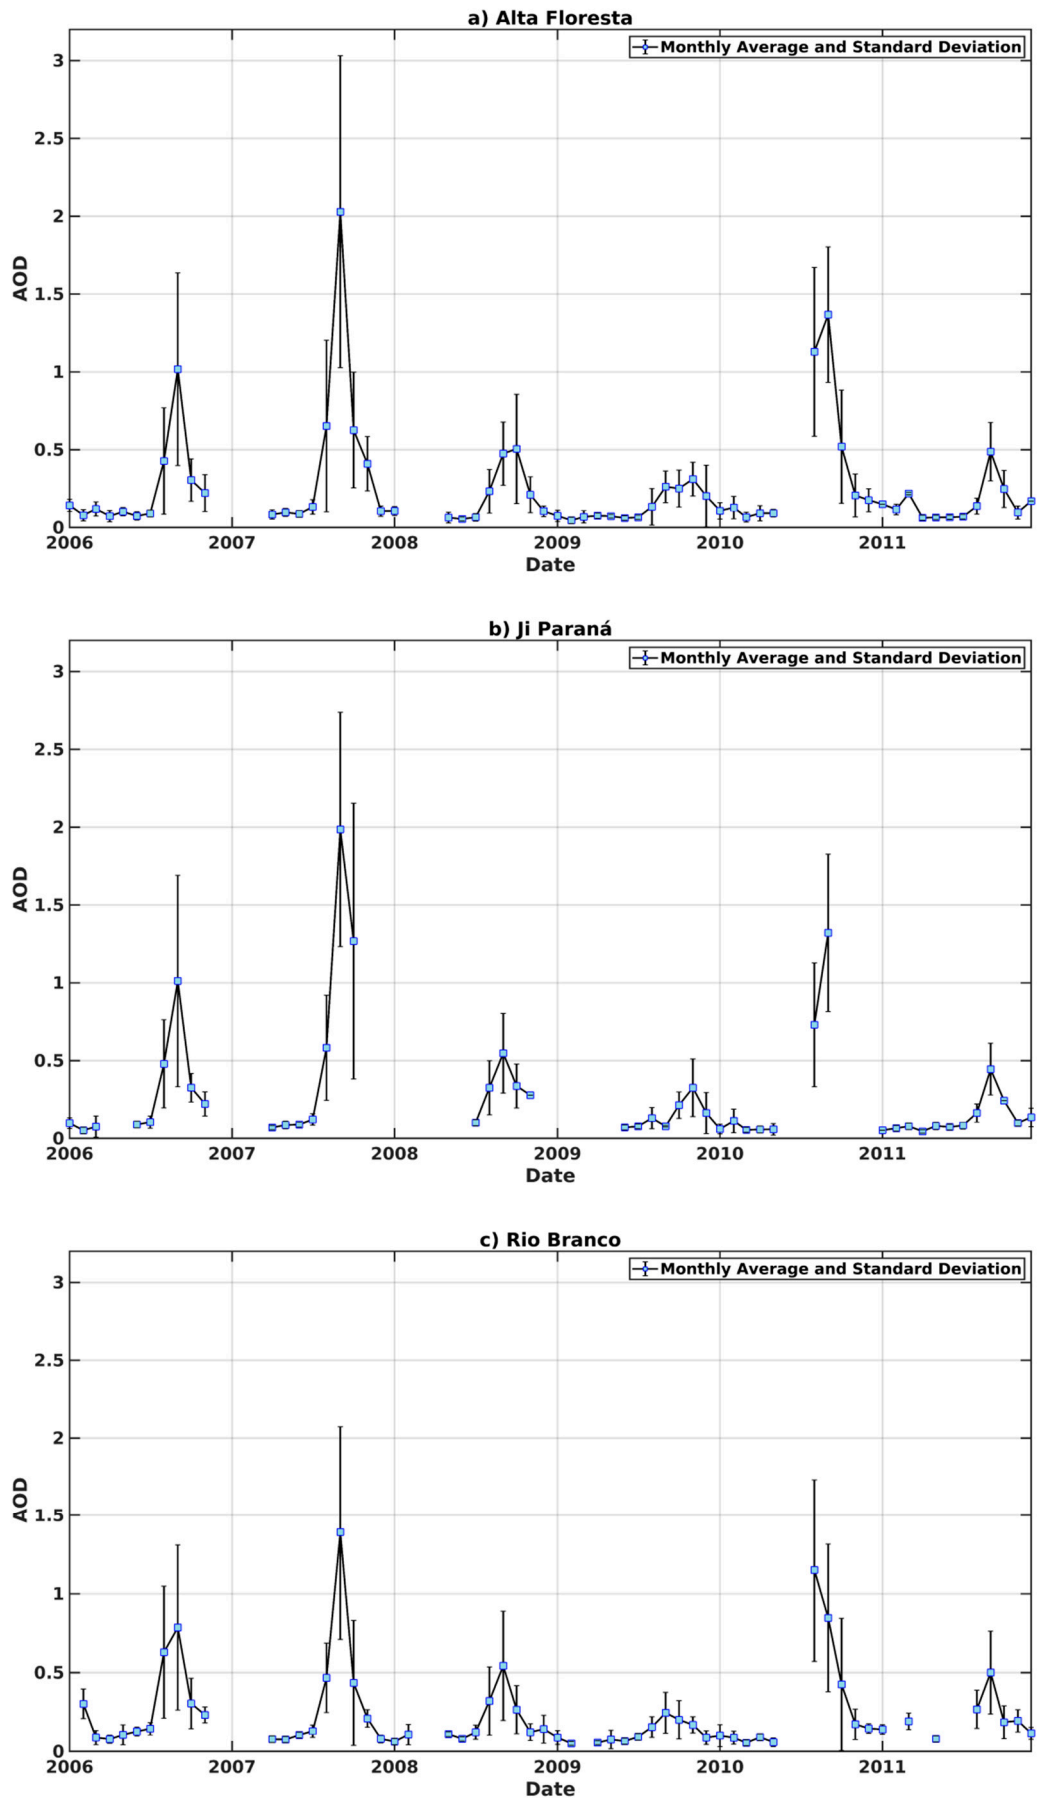 a) Alta Floresta
Monthly Average and Standard Deviation
3
2.5
2
1.5
1
0.5
0
AOD
2006 2007 2008 2009 2010 2011
Date
b) Ji Paraná
Monthly Average and Standard Deviation
3
2.5
2
1.5
1
0.5
0
AOD
2006 2007 2008 2009 2010 2011
Date
c) Rio Branco
Monthly Average and Standard Deviation
3
2.5
2
1.5
1
0.5
0
AOD
2006 2007 2008 2009 2010 2011
Date